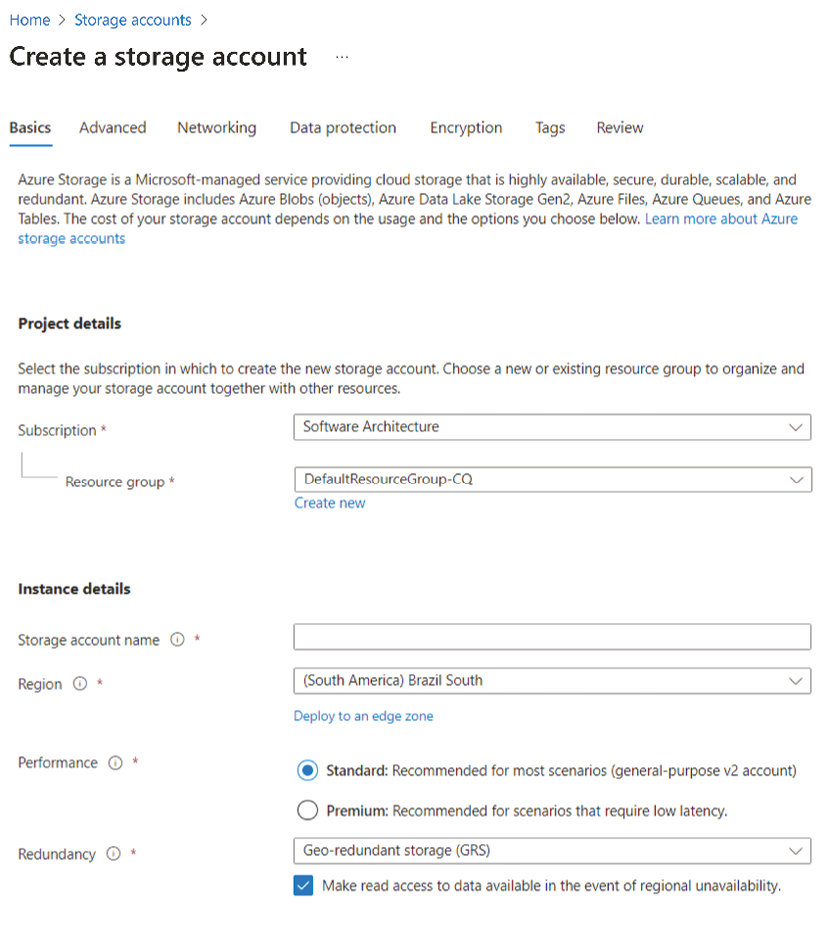 Home > Storage accounts >
Create a storage account ...
Basics Advanced Networking Data protection Encryption Tags Review
Azure Storage is a Microsoft-managed service providing cloud storage that is highly available, secure, durable, scalable, and
redundant. Azure Storage includes Azure Blobs (objects), Azure Data Lake Storage Gen2, Azure Files, Azure Queues, and Azure
Tables. The cost of your storage account depends on the usage and the options you choose below. Learn more about Azure
storage accounts
Project details
Select the subscription in which to create the new storage account. Choose a new or existing resource group to organize and
manage your storage account together with other resources.
Subscription * Software Architecture
Resource group * DefaultResourceGroup-CQ
Create new
Instance details
Storage account name *
Region * (South America) Brazil South
Deploy to an edge zone
Performance * Standard: Recommended for most scenarios (general-purpose v2 account)
Premium: Recommended for scenarios that require low latency.
Redundancy * Geo-redundant storage (GRS)
Make read access to data available in the event of regional unavailability.